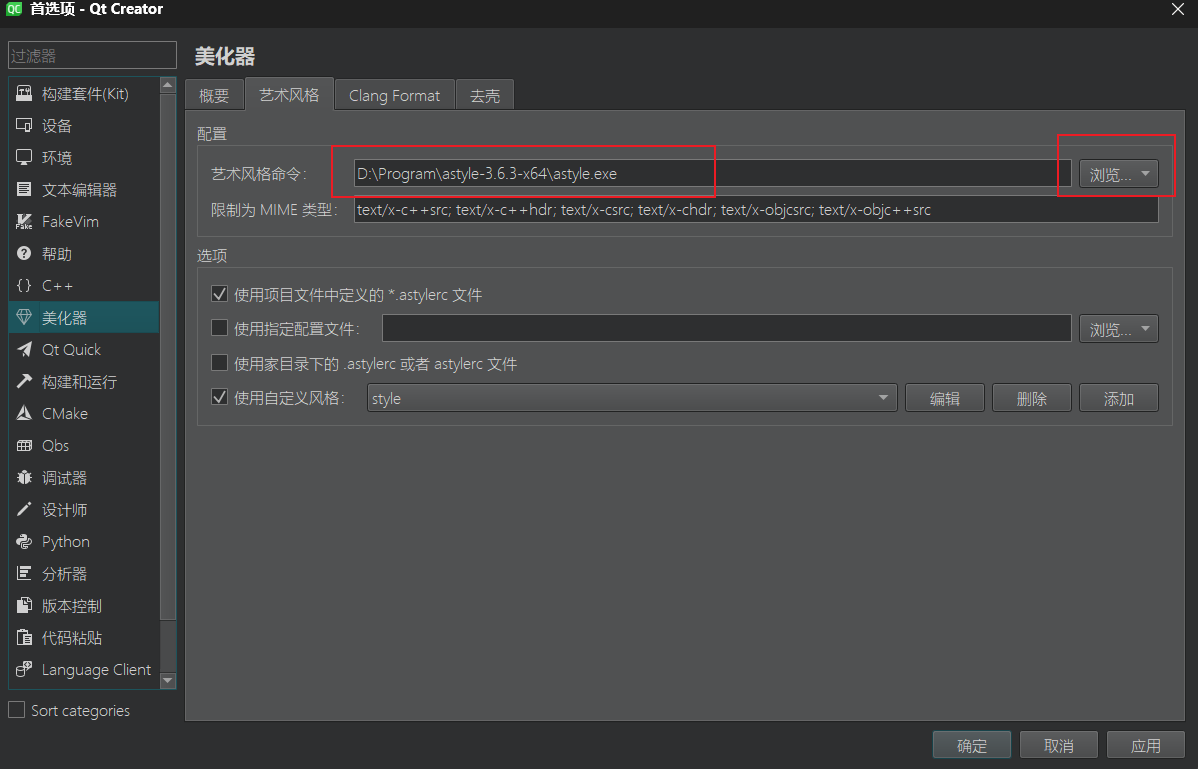 首选项 - Qt Creator
过滤器
构建套件(Kit)
设备
环境
文本编辑器
FakeVim
帮助
C++
美化器
Qt Quick
构建和运行
CMake
Qbs
调试器
设计师
Python
分析器
版本控制
代码粘贴
Language Client
Sort categories
美化器
概要 艺术风格 Clang Format 去壳
配置
艺术风格命令: D:\Program\astyle-3.6.3-x64\astyle.exe 浏览...
限制为 MIME 类型: text/x-c++src; text/x-c++hdr; text/x-csrc; text/x-chdr; text/x-objcsrc; text/x-objc++src
选项
使用项目文件中定义的 *.astylerc 文件
使用指定配置文件: 浏览...
使用家目录下的 .astylerc 或者 astylerc 文件
使用自定义风格: style 编辑 删除 添加
确定 取消 应用